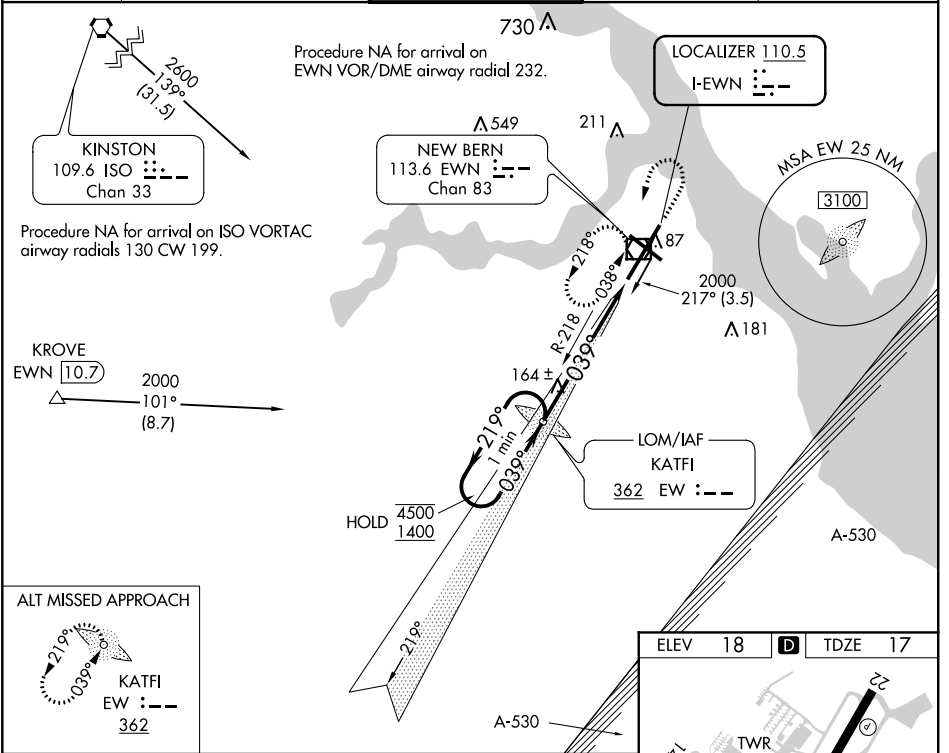 730
Procedure NA for arrival on
EWN VOR/DME airway radial 232.
LOCALIZER 110.5
I-EWN
2600
139°
(31.5)
KINSTON
109.6 ISO
Chan 33
549
211
NEW BERN
113.6 EWN
Chan 83
MSA EW 25 NM
3100
Procedure NA for arrival on ISO VORTAC
airway radials 130 CW 199.
87
218°
038°
2000
217° (3.5)
R-218
181
KROVE
EWN 10.7
2000
101°
(8.7)
039°
164 ±
219°
1 min
039°
LOM/IAF
KATFI
362 EW
HOLD 4500
1400
A-530
219°
ALT MISSED APPROACH
219°
039°
KATFI
EW
362
ELEV 18 D TDZE 17
22
P
TWR
A-530